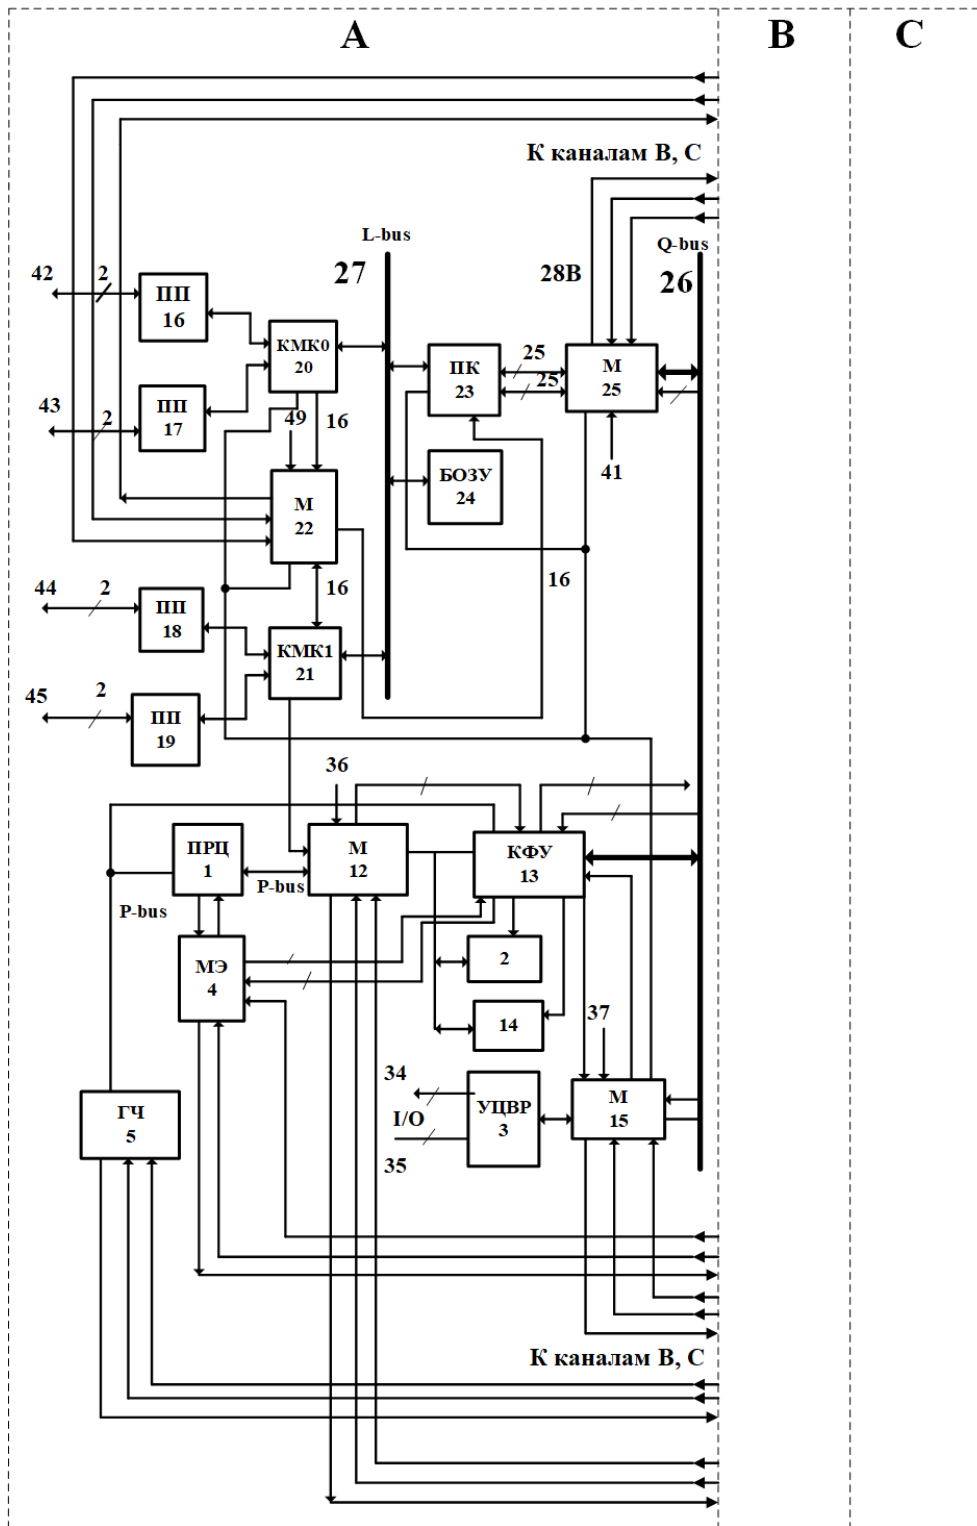 A
B
C
К каналам В, С
L-bus
Q-bus
27
28В
26
42
2
ПП
16
КМК0
20
ПК
23
25
25
М
25
43
2
ПП
17
49
16
41
БОЗУ
24
М
22
44
2
ПП
18
16
16
КМК1
21
45
2
ПП
19
36
ПРЦ
1
P-bus
М
12
КФУ
13
P-bus
МЭ
4
2
14
37
34
I/O
35
УЦВР
3
М
15
ГЧ
5
К каналам В, С